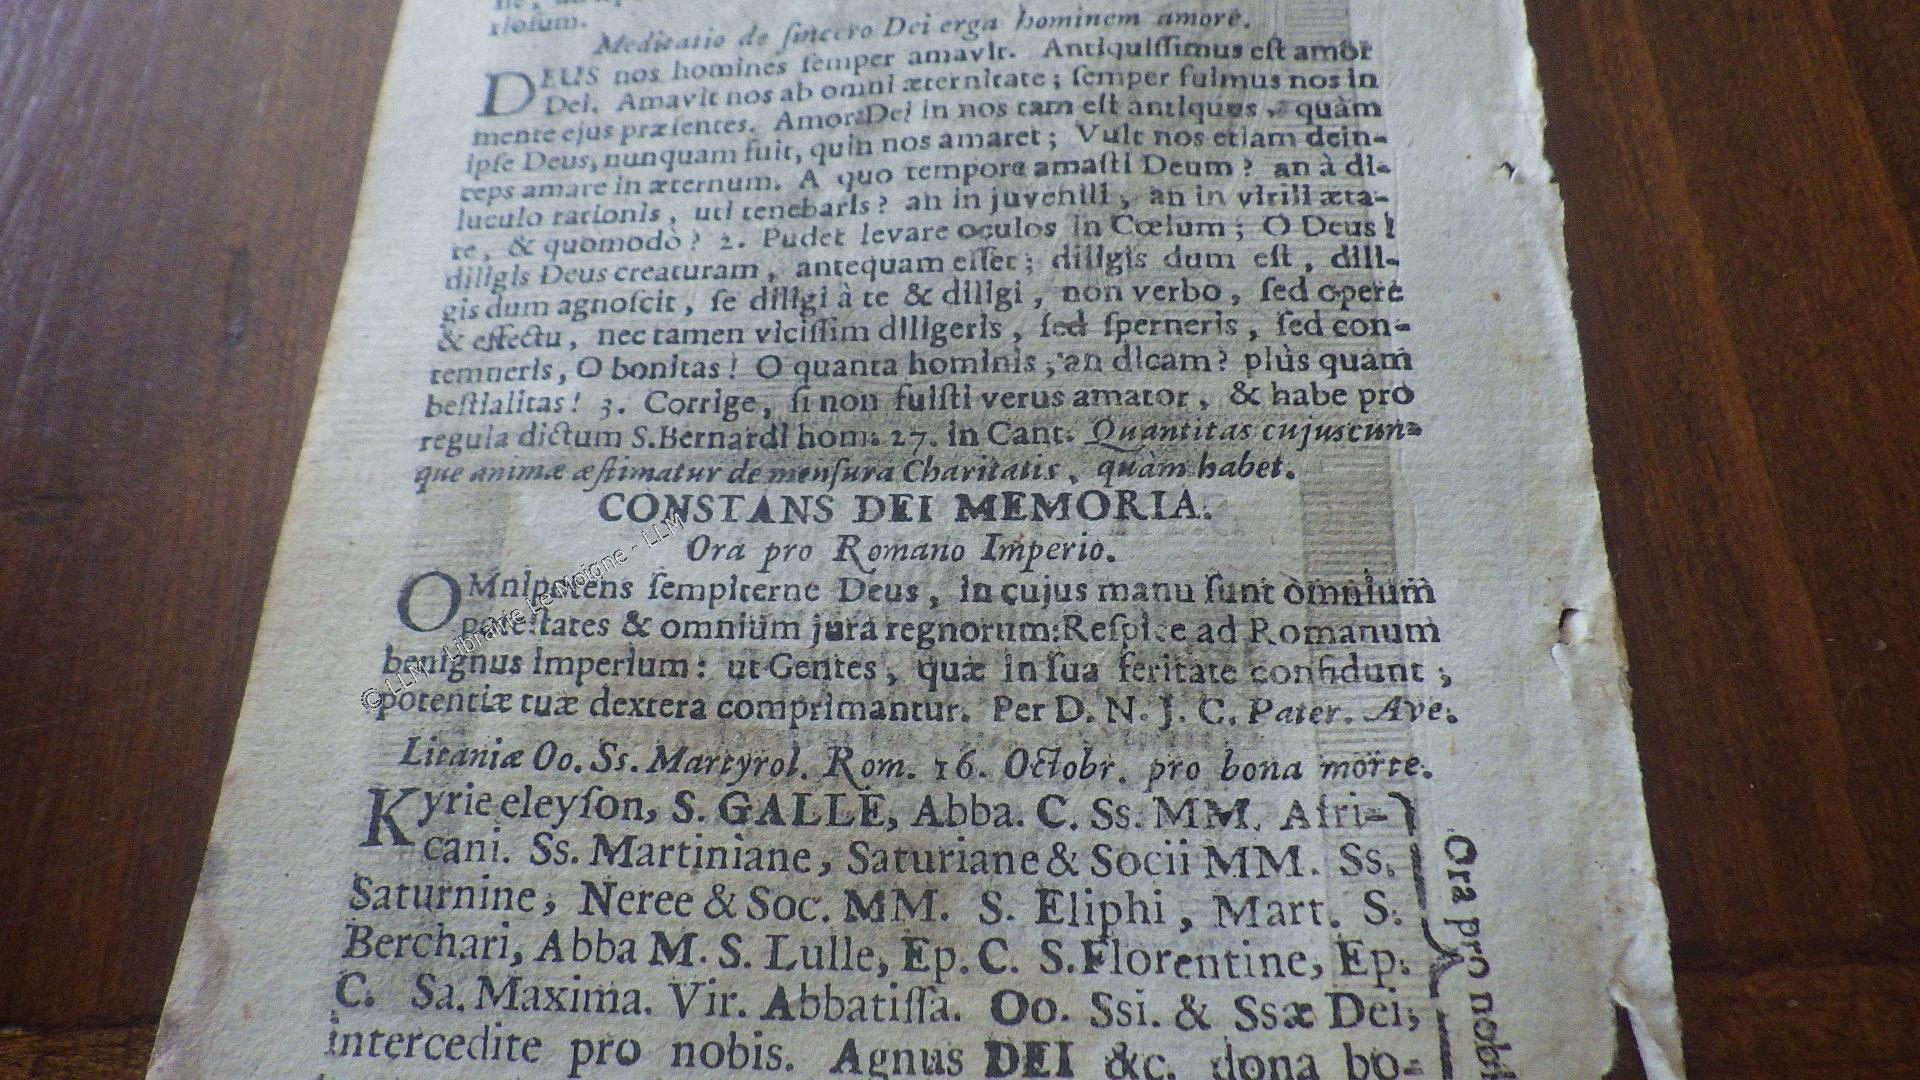 xiosum.
Meditatio de ſincero Dei erga hominem amore.
DEUS nos homines ſemper amavit. Antiquiſſimus eſt amor
Dei. Amavit nos ab omni æternitate; ſemper fuimus nos in
mente ejus præſentes. Amor Dei in nos tam eſt antiquus, quàm
ipſe Deus, nunquam fuit, quin nos amaret; Vult nos etiam dein-
ceps amare in æternum. A quo tempore amaſti Deum? an à di-
luculo rationis, uti tenebaris? an in juvenili, an in virili æta-
te, & quomodò? 2. Pudet levare oculos in Cœlum; O Deus!
diligis Deus creaturam, antequam eſſet; diligis dum eſt, dili-
gis dum agnoſcit, ſe diligi à te & diligi, non verbo, ſed opere
& effectu, nec tamen viciſſim diligeris, ſed ſperneris, ſed con-
temneris, O bonitas! O quanta hominis, an dicam? plùs quàm
beſtialitas! 3. Corrige, ſi non fuiſti verus amator, & habe pro
regula dictum S. Bernardi hom. 27. in Cant. Quantitas cujuscun-
que animæ æſtimatur de menſura Charitatis, quàm habet.
CONSTANS DEI MEMORIA.
Ora pro Romano Imperio.
OMnipotens ſempiterne Deus, in cujus manu ſunt omnium
poteſtates & omnium jura regnorum: Reſpice ad Romanum
benignus Imperium: ut Gentes, quæ in ſua feritate confidunt;
potentiæ tuæ dextera comprimantur. Per D. N. J. C. Pater. Ave.
Litaniæ Oo. Ss. Martyrol. Rom. 16. Octobr. pro bona morte.
Kyrie eleyſon, S. GALLE, Abba. C. Ss. MM. Afri-
cani. Ss. Martiniane, Saturiane & Socii MM. Ss.
Saturnine, Neree & Soc. MM. S. Eliphi, Mart. S.
Berchari, Abba M. S. Lulle, Ep. C. S. Florentine, Ep.
C. Sa. Maxima. Vir. Abbatiſſa. Oo. Ssi. & Ssæ Dei,
intercedite pro nobis. Agnus DEI &c. dona bo-
Ora pro nobi
© LLM - Librairie Le Moigne - LLM